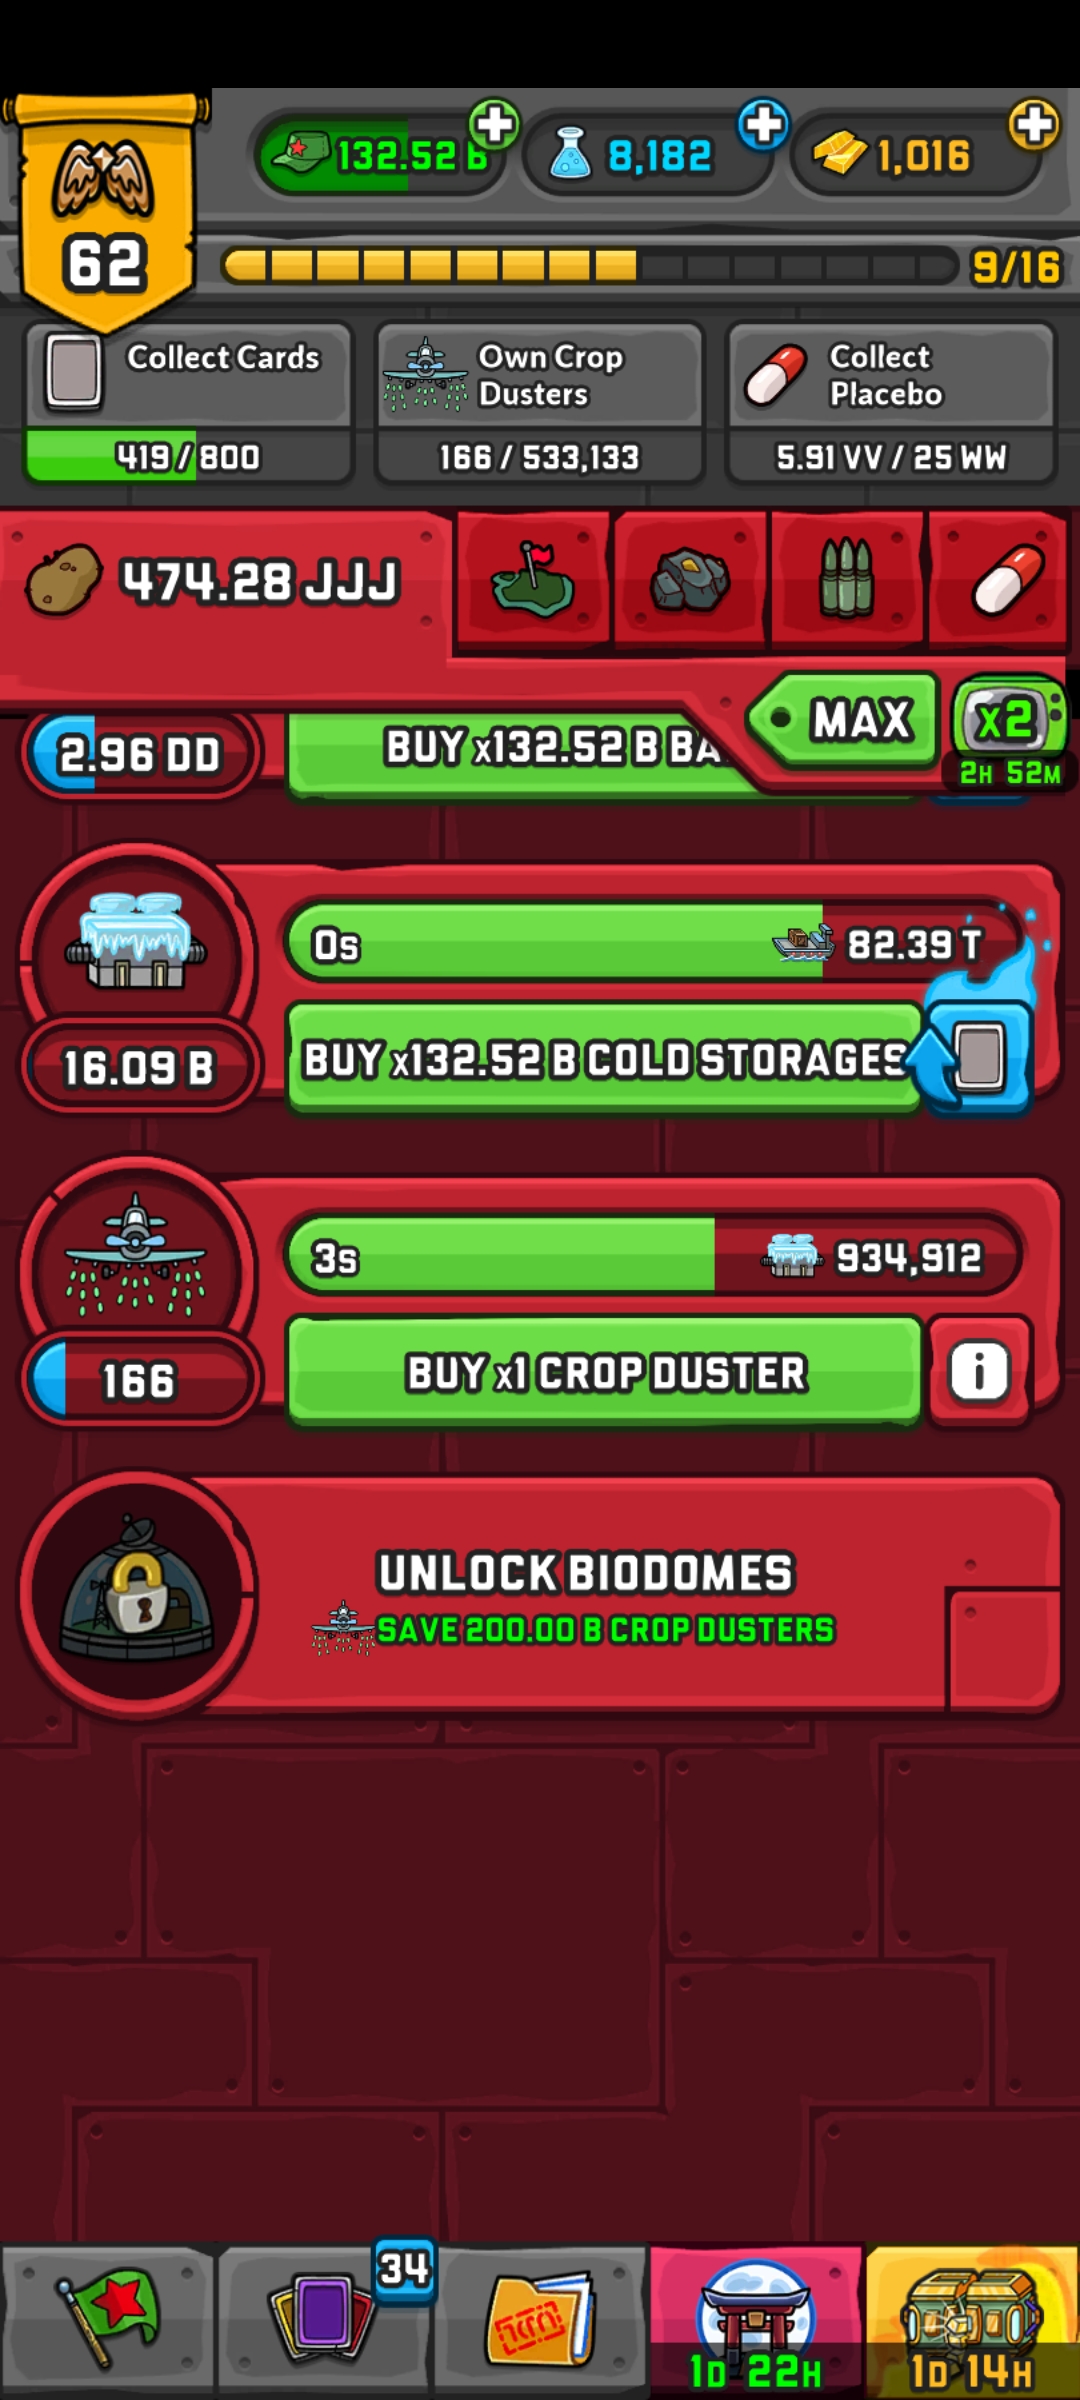 132.52 B
8,182
1,016
62
9/16
Collect Cards
419 / 800
Own Crop
Dusters
166 / 533,133
Collect
Placebo
5.91 VV / 25 WW
474.28 JJJ
MAX
x2
2H 52M
2.96 DD
BUY x132.52 B BA
0s
82.39 T
16.09 B
BUY x132.52 B COLD STORAGES
3s
934,912
166
BUY x1 CROP DUSTER
i
UNLOCK BIODOMES
SAVE 200.00 B CROP DUSTERS
34
1D 22H
1D 14H